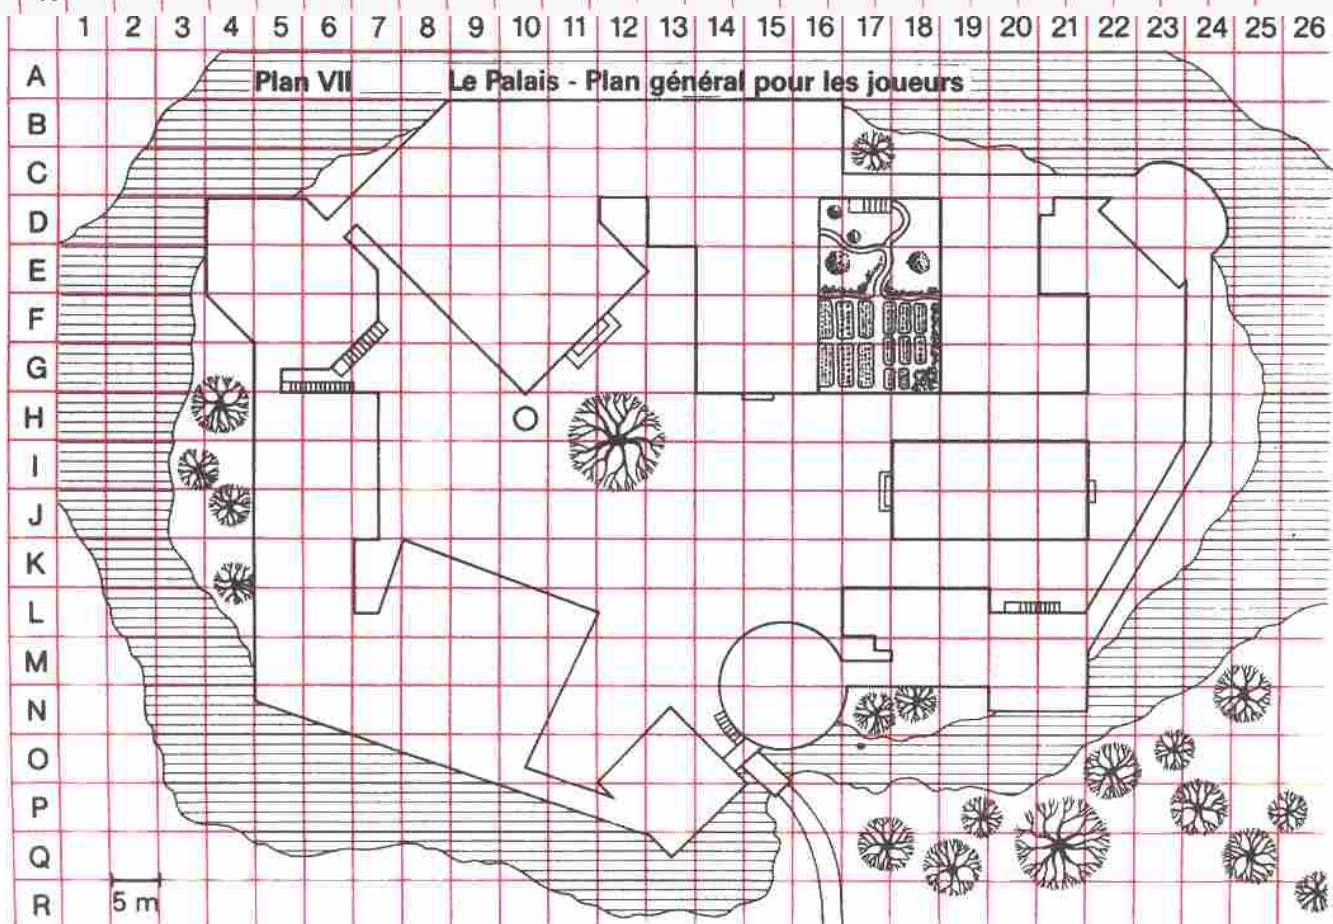 1 2 3 4 5 6 7 8 9 10 11 12 13 14 15 16 17 18 19 20 21 22 23 24 25 26
A
Plan VII Le Palais - Plan général pour les joueurs
B
C
D
E
F
G
H
I
J
K
L
M
N
O
P
Q
R
5 m